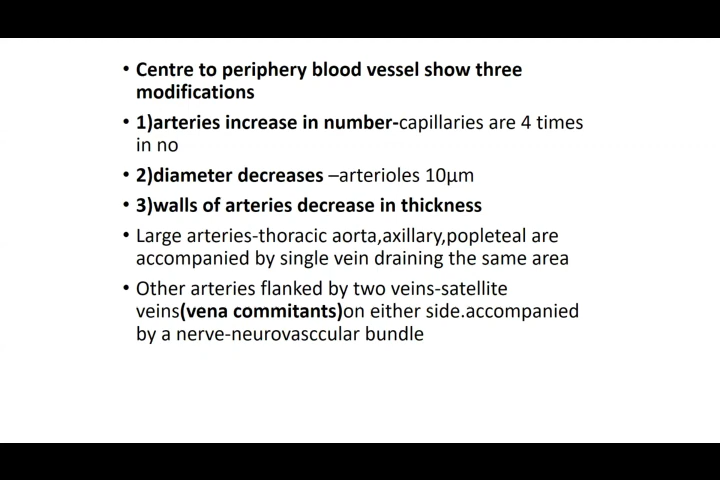 • Centre to periphery blood vessel show three
modifications
• 1)arteries increase in number-capillaries are 4 times
in no
• 2)diameter decreases –arterioles 10µm
• 3)walls of arteries decrease in thickness
• Large arteries-thoracic aorta,axillary,popleteal are
accompanied by single vein draining the same area
• Other arteries flanked by two veins-satellite
veins(vena commitants)on either side.accompanied
by a nerve-neurovasccular bundle